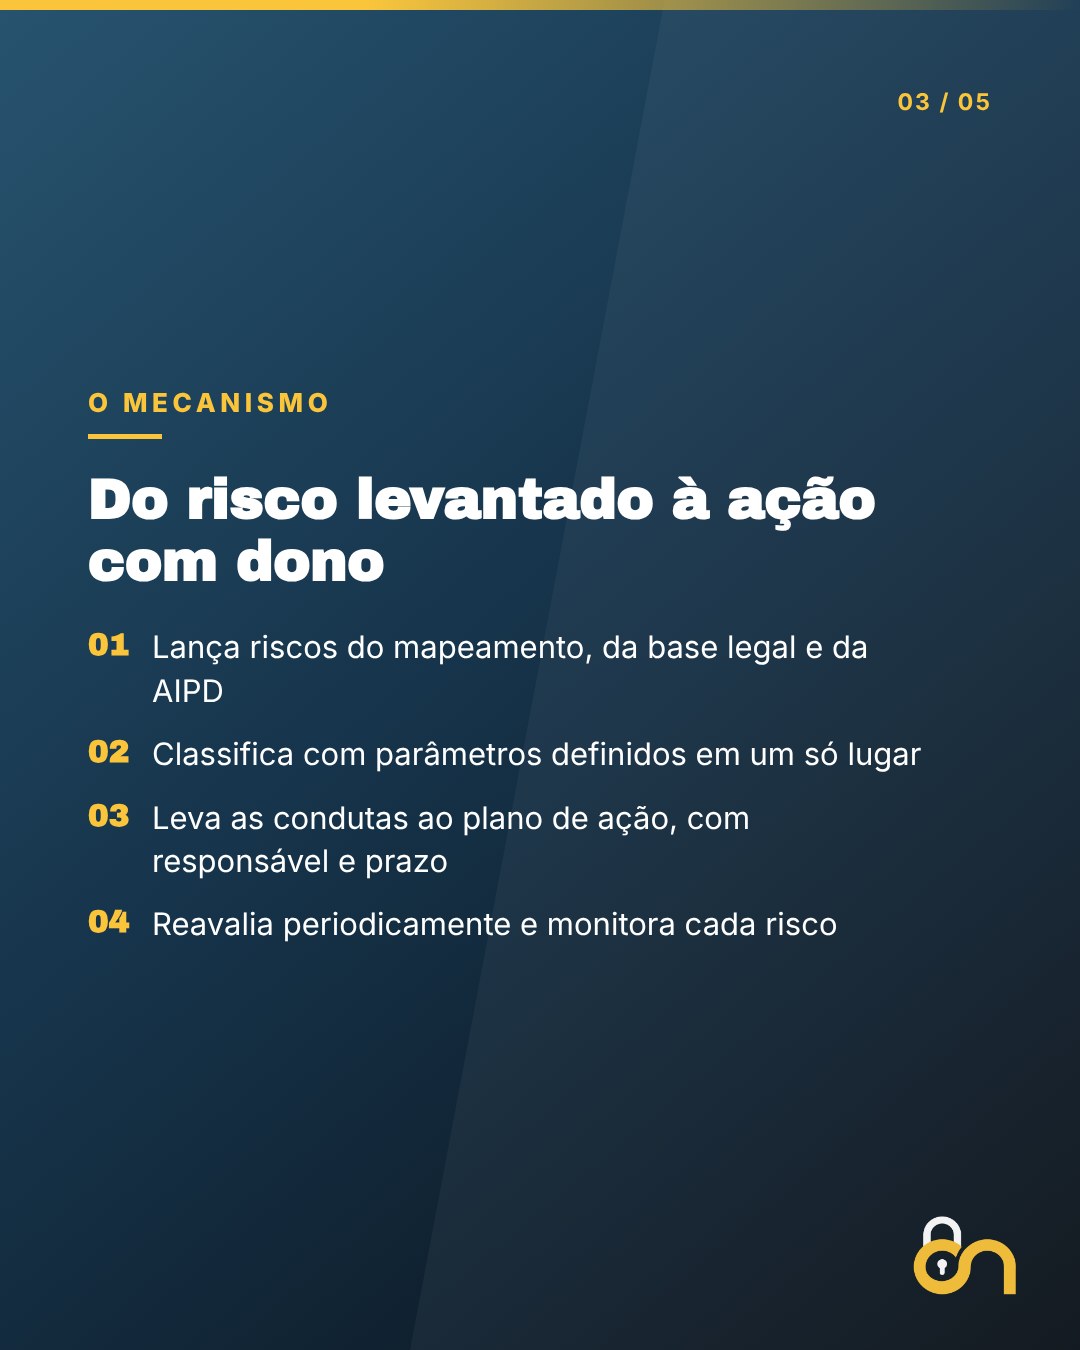 03 / 05
O MECANISMO
Do risco levantado à ação
com dono
01 Lança riscos do mapeamento, da base legal e da
AIPD
02 Classifica com parâmetros definidos em um só lugar
03 Leva as condutas ao plano de ação, com
responsável e prazo
04 Reavalia periodicamente e monitora cada risco
on